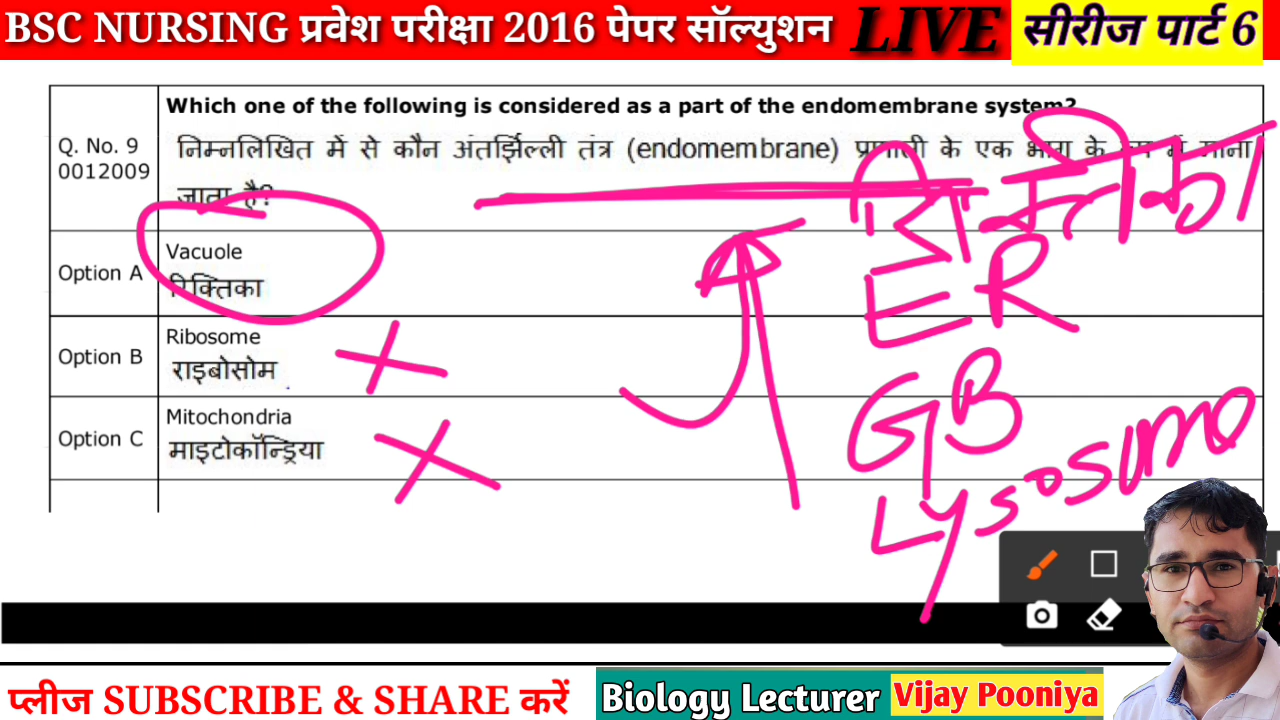 BSC NURSING प्रवेश परीक्षा 2016 पेपर सॉल्युशन LIVE सीरीज पार्ट 6
Which one of the following is considered as a part of the endomembrane system?
Q. No. 9
0012009
निम्नलिखित में से कौन अंतर्झिल्ली तंत्र (endomembrane) प्रणाली के एक भाग के रूप में माना
जाता है?
रिक्तिका
ER
GB
Lysosome
Option A
Vacuole
रिक्तिका
Option B
Ribosome
राइबोसोम
Option C
Mitochondria
माइटोकॉन्ड्रिया
प्लीज SUBSCRIBE & SHARE करें
Biology Lecturer Vijay Pooniya